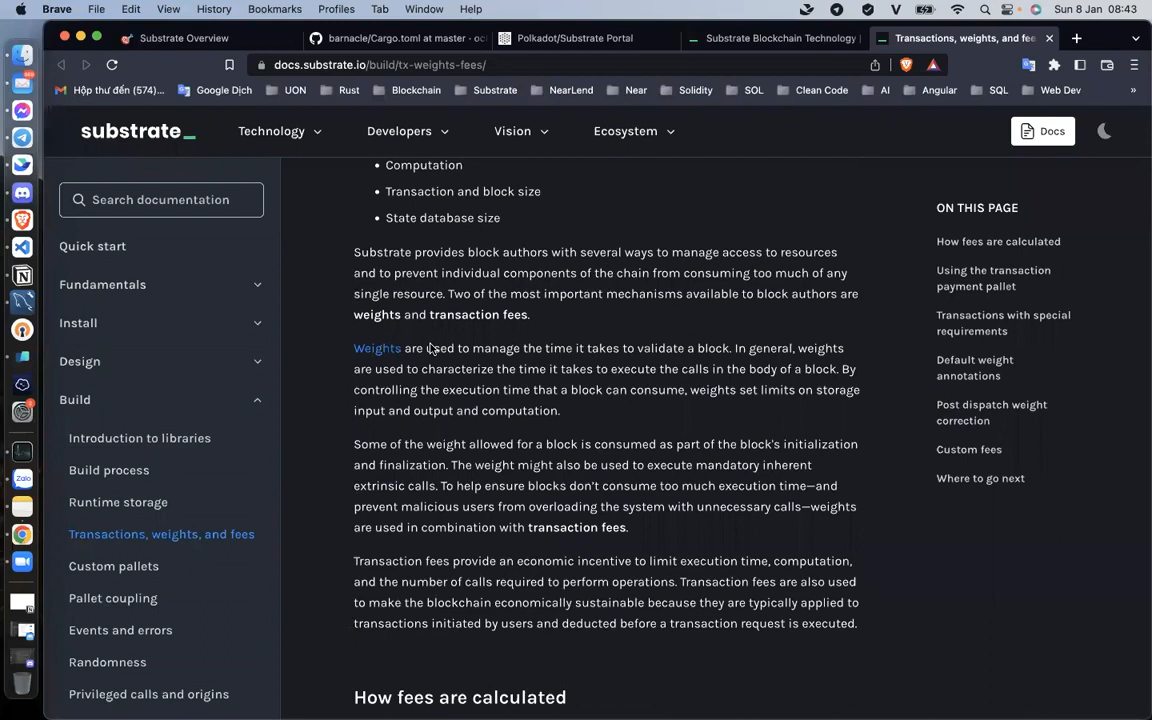 Brave File Edit View History Bookmarks Profiles Tab Window Help Sun 8 Jan 08:43
Substrate Overview barnacle/Cargo.toml at master · oc Polkadot/Substrate Portal Substrate Blockchain Technology Transactions, weights, and fee
docs.substrate.io/build/tx-weights-fees/
Hộp thư đến (574)... Google Dịch UON Rust Blockchain Substrate NearLend Near Solidity SOL Clean Code AI Angular SQL Web Dev »
substrate_ Technology Developers Vision Ecosystem Docs
Search documentation
Quick start
Fundamentals
Install
Design
Build
Introduction to libraries
Build process
Runtime storage
Transactions, weights, and fees
Custom pallets
Pallet coupling
Events and errors
Randomness
Privileged calls and origins
• Computation
• Transaction and block size
• State database size
Substrate provides block authors with several ways to manage access to resources
and to prevent individual components of the chain from consuming too much of any
single resource. Two of the most important mechanisms available to block authors are
weights and transaction fees.
Weights are used to manage the time it takes to validate a block. In general, weights
are used to characterize the time it takes to execute the calls in the body of a block. By
controlling the execution time that a block can consume, weights set limits on storage
input and output and computation.
Some of the weight allowed for a block is consumed as part of the block's initialization
and finalization. The weight might also be used to execute mandatory inherent
extrinsic calls. To help ensure blocks don't consume too much execution time—and
prevent malicious users from overloading the system with unnecessary calls—weights
are used in combination with transaction fees.
Transaction fees provide an economic incentive to limit execution time, computation,
and the number of calls required to perform operations. Transaction fees are also used
to make the blockchain economically sustainable because they are typically applied to
transactions initiated by users and deducted before a transaction request is executed.
How fees are calculated
ON THIS PAGE
How fees are calculated
Using the transaction
payment pallet
Transactions with special
requirements
Default weight
annotations
Post dispatch weight
correction
Custom fees
Where to go next
Zalo